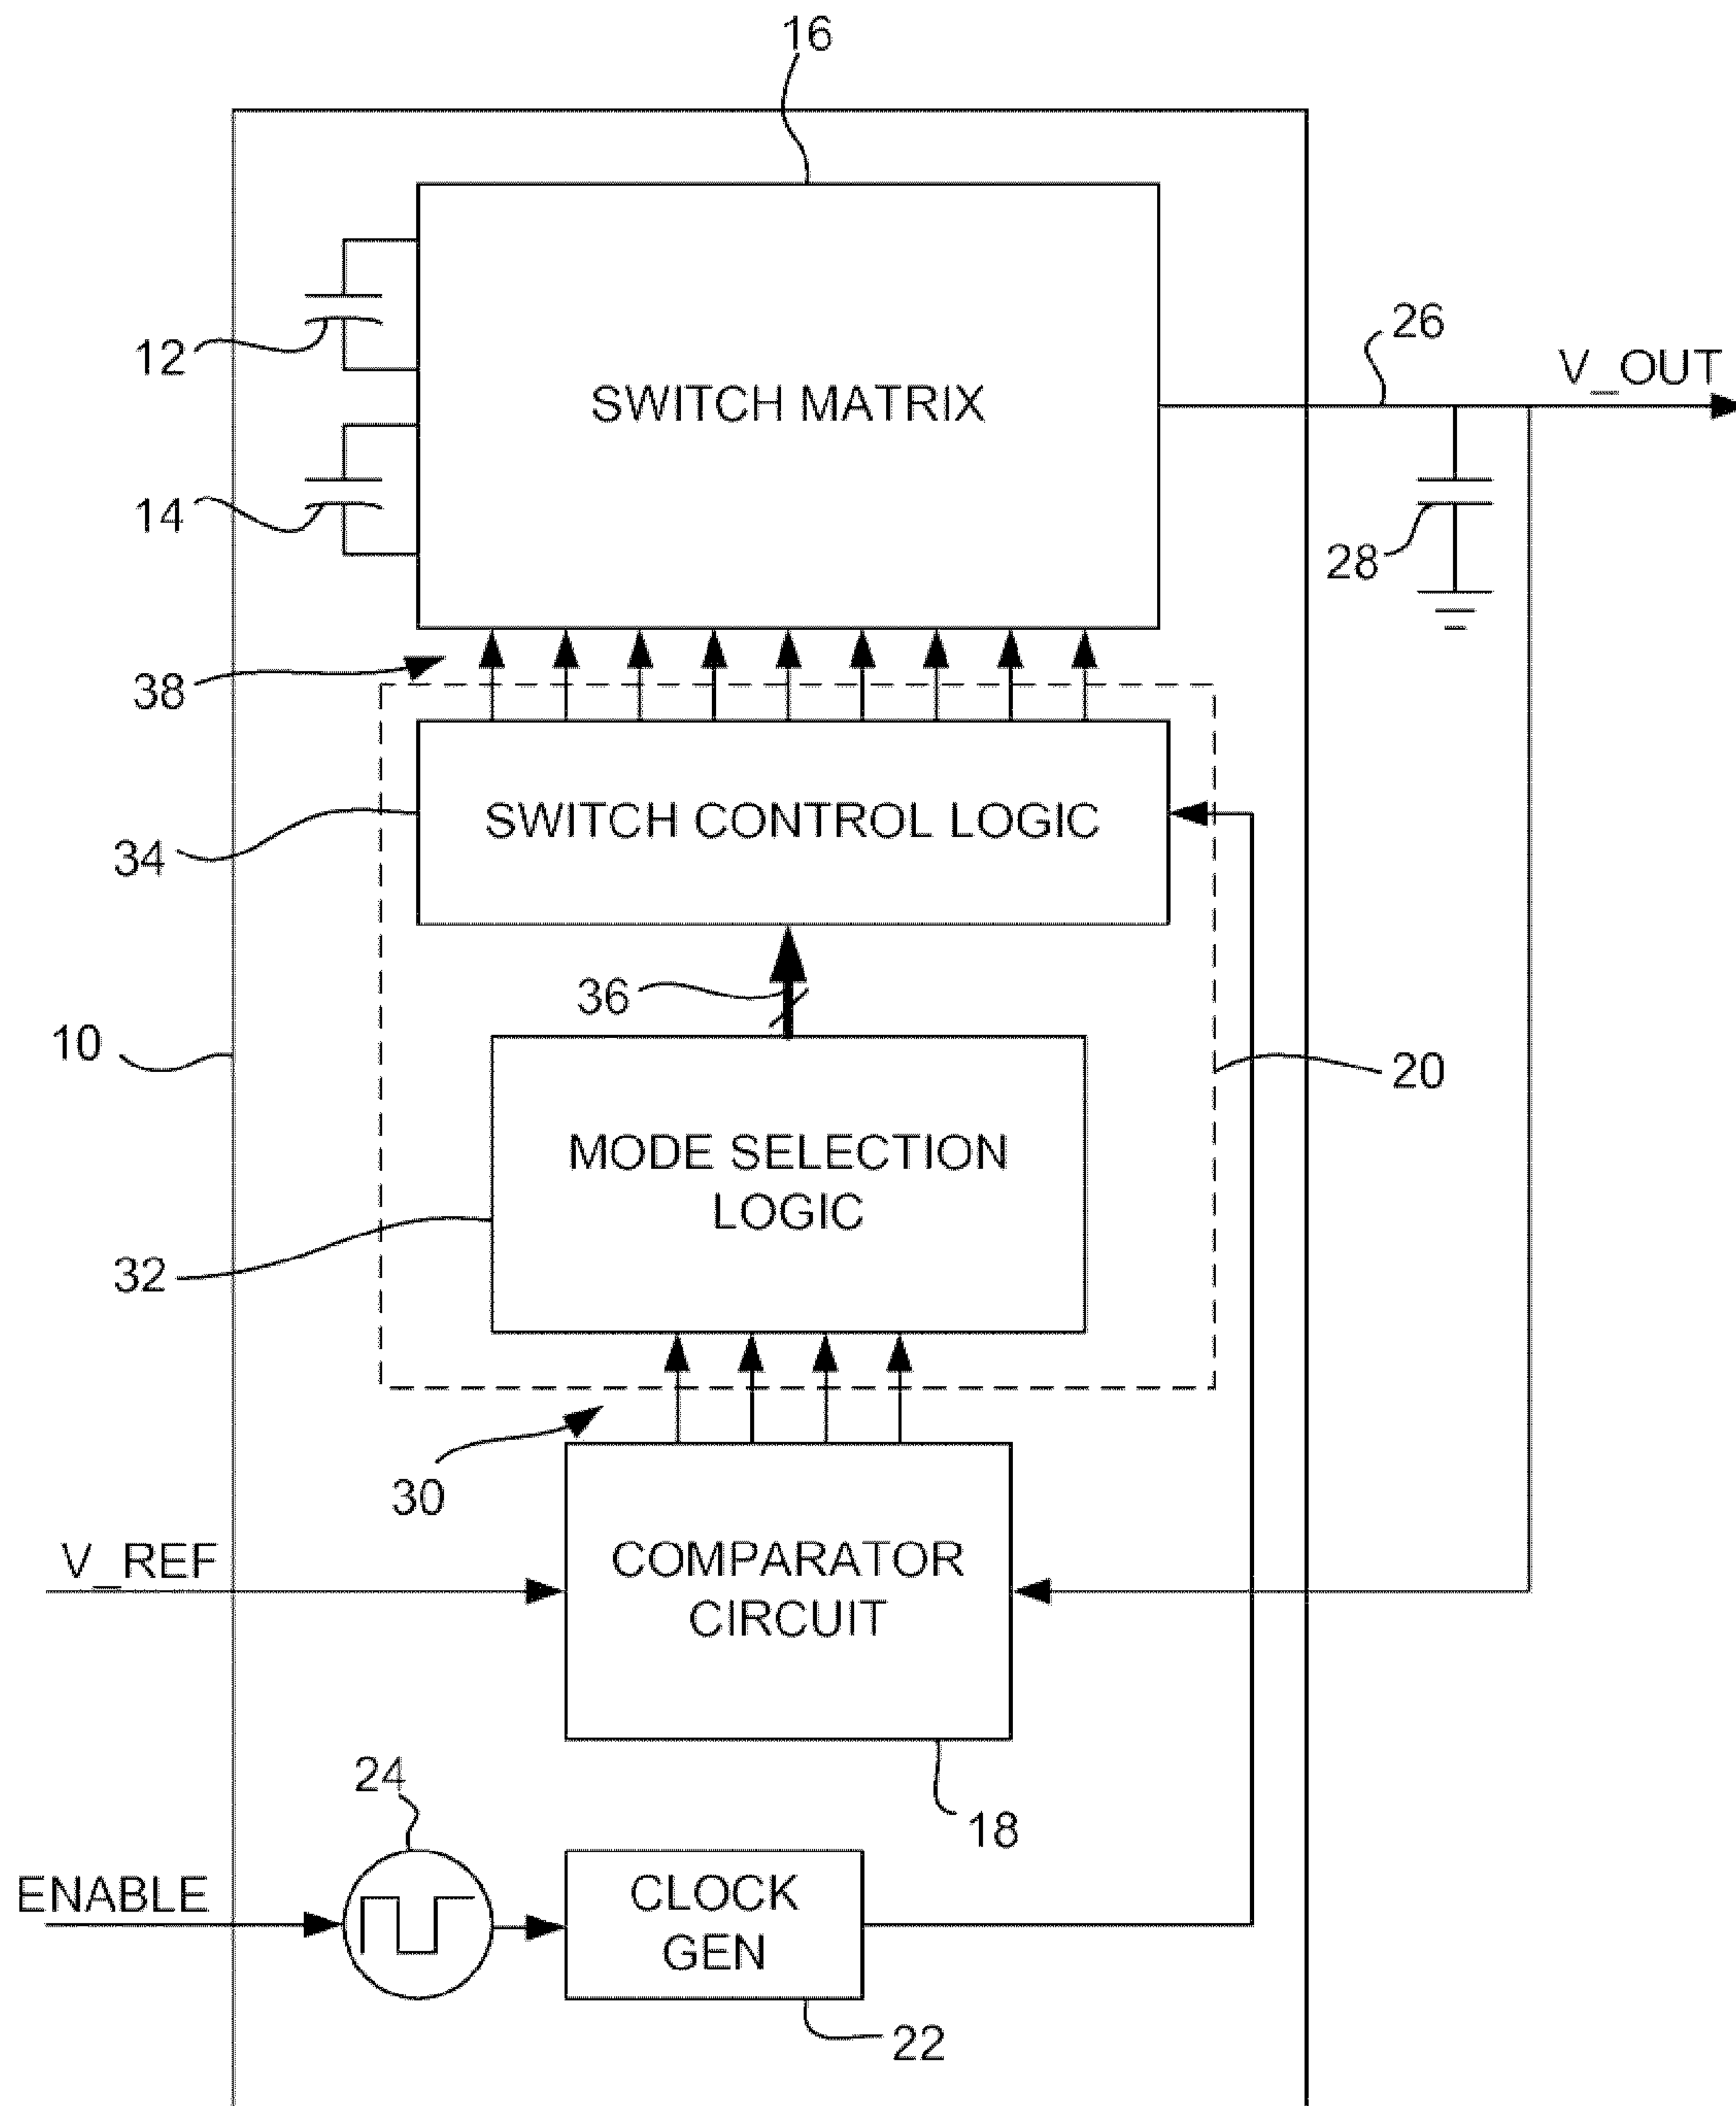 16
12
SWITCH MATRIX
26
V_OUT
14
28
38
SWITCH CONTROL LOGIC
34
36
10
20
MODE SELECTION
LOGIC
32
30
V_REF
COMPARATOR
CIRCUIT
24
18
ENABLE
CLOCK
GEN
22